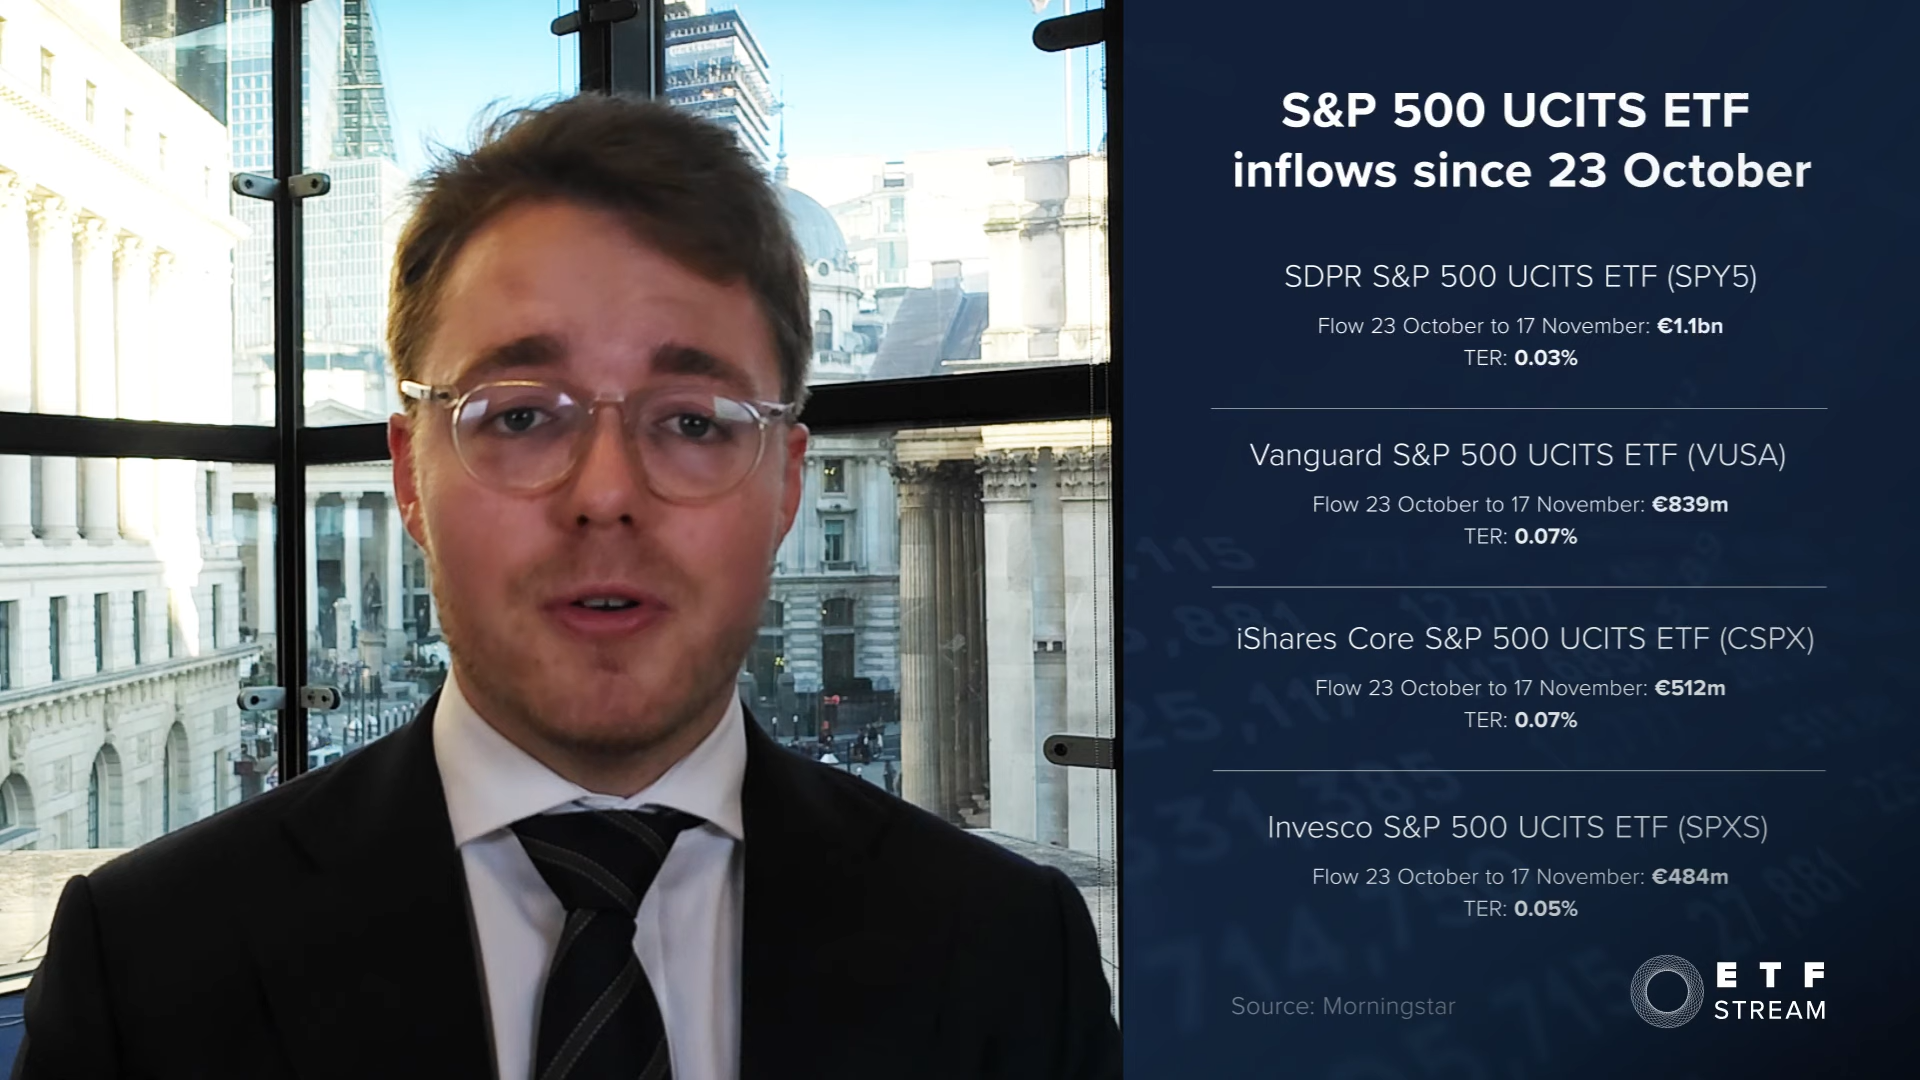 S&P 500 UCITS ETF
inflows since 23 October
SDPR S&P 500 UCITS ETF (SPY5)
Flow 23 October to 17 November: €1.1bn
TER: 0.03%
Vanguard S&P 500 UCITS ETF (VUSA)
Flow 23 October to 17 November: €839m
TER: 0.07%
iShares Core S&P 500 UCITS ETF (CSPX)
Flow 23 October to 17 November: €512m
TER: 0.07%
Invesco S&P 500 UCITS ETF (SPXS)
Flow 23 October to 17 November: €484m
TER: 0.05%
Source: Morningstar
ETF
STREAM